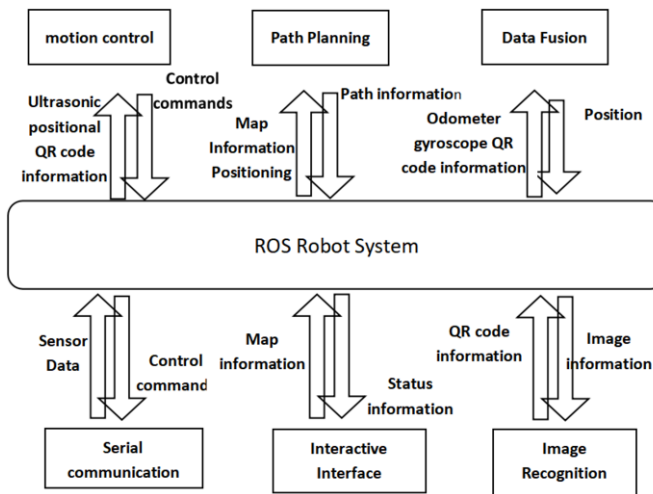 motion control
Path Planning
Data Fusion
Control
commands
Ultrasonic
positional
QR code
information
Path information
Map
Information
Positioning
Odometer
gyroscope QR
code information
Position
ROS Robot System
Sensor
Data
Control
command
Map
information
Status
information
QR code
information
Image
information
Serial
communication
Interactive
Interface
Image
Recognition